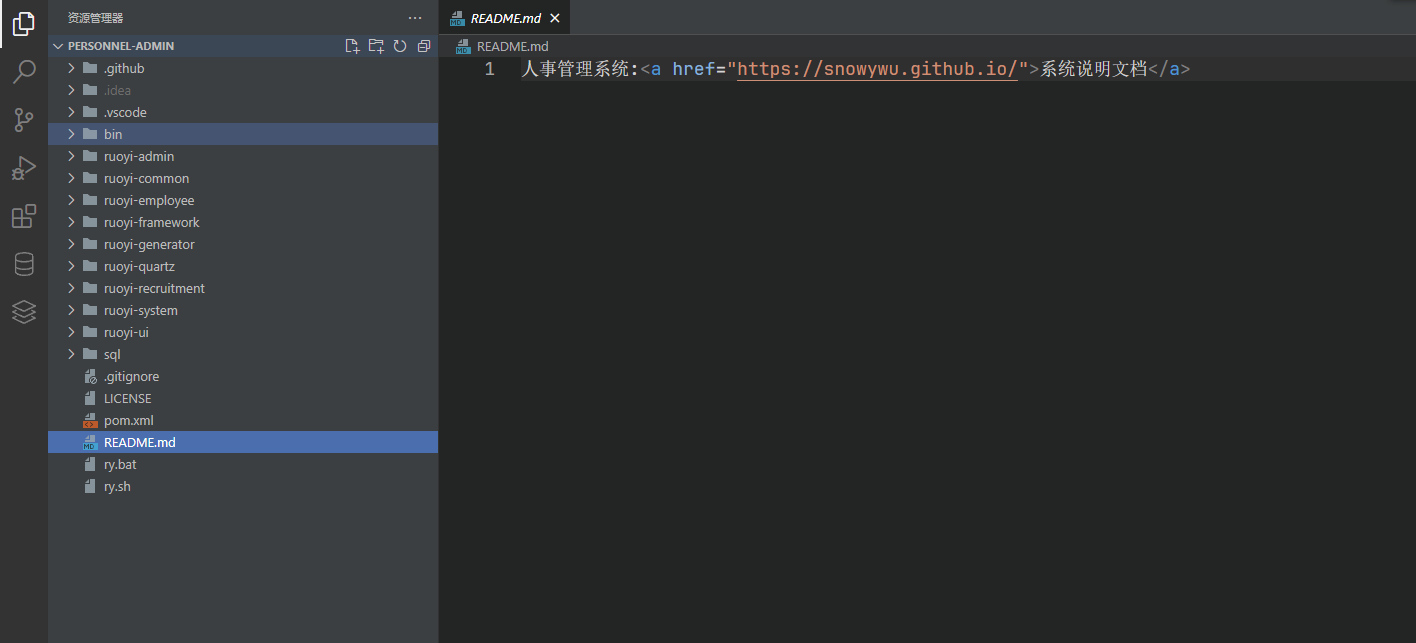 资源管理器
PERSONNEL-ADMIN
.github
.idea
.vscode
bin
ruoyi-admin
ruoyi-common
ruoyi-employee
ruoyi-framework
ruoyi-generator
ruoyi-quartz
ruoyi-recruitment
ruoyi-system
ruoyi-ui
sql
.gitignore
LICENSE
pom.xml
README.md
ry.bat
ry.sh
README.md
README.md
1 人事管理系统:<a href="https://snowywu.github.io/">系统说明文档</a>